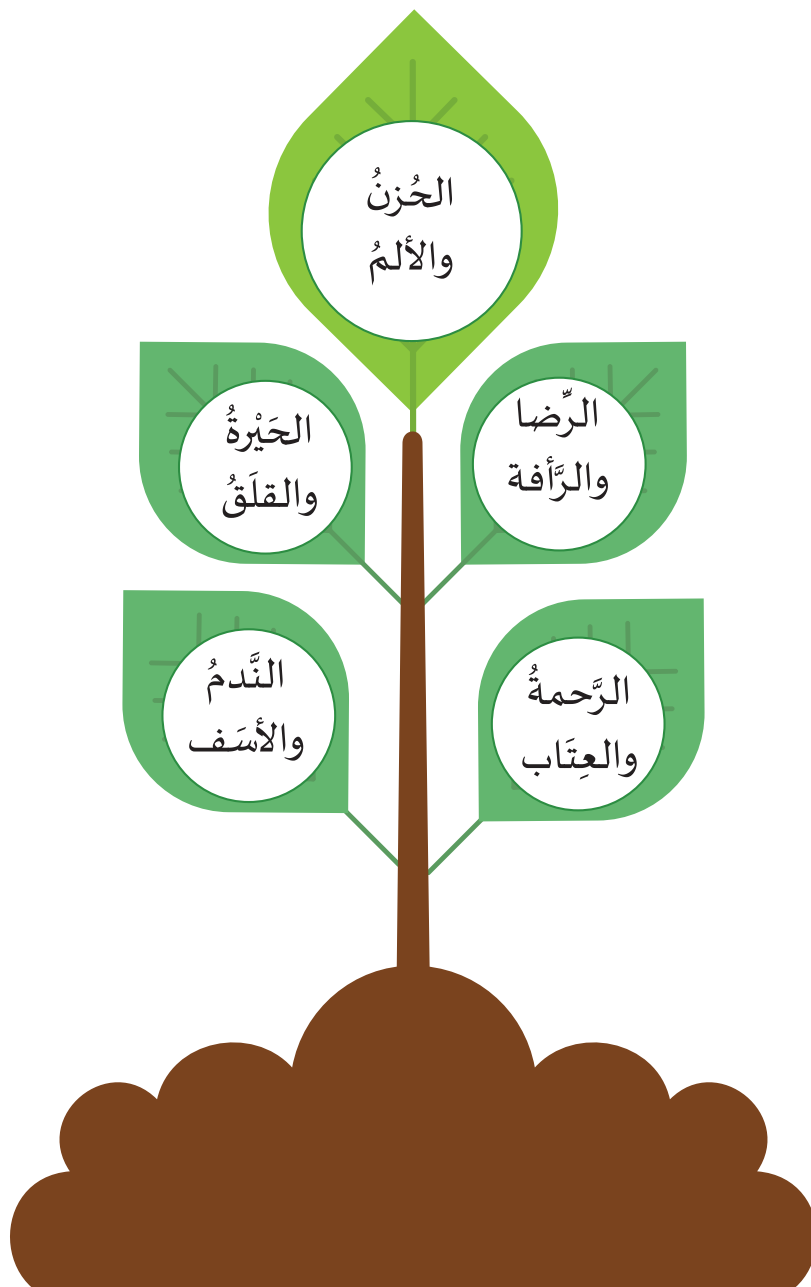 الحُزنُ
والألمُ
الرِّضا
والرَّأفة
الحَيْرةُ
والقلَقُ
الرَّحمةُ
والعِتَاب
النَّدمُ
والأسَف